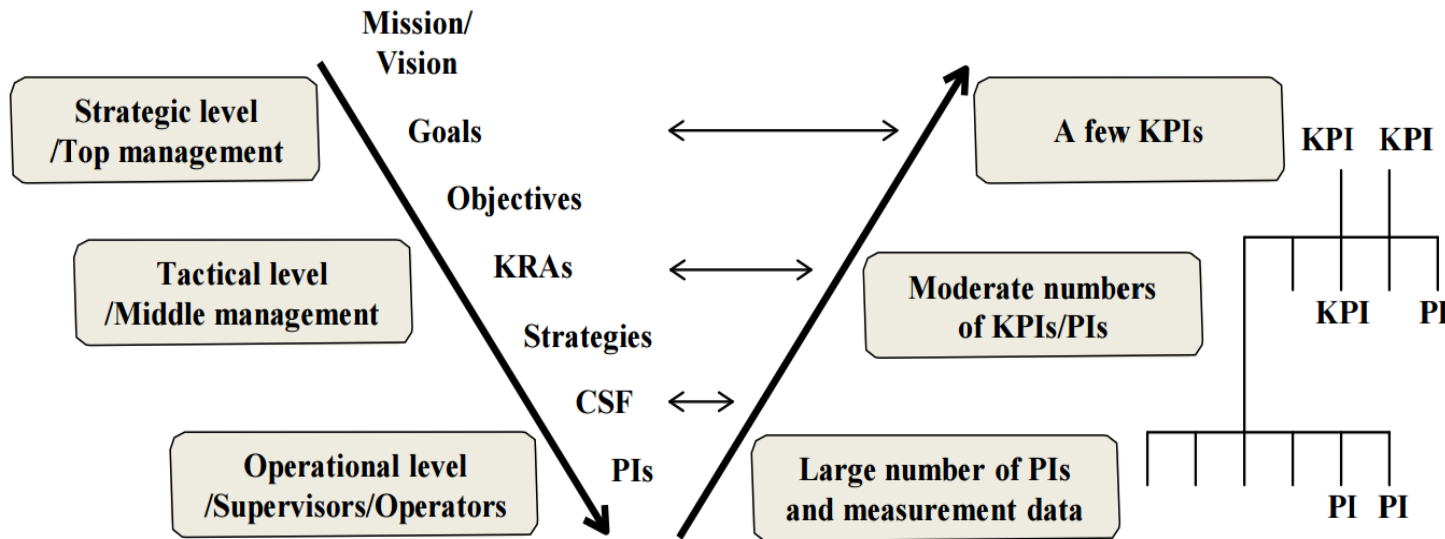 Mission/
Vision
Strategic level
/Top management
Goals
A few KPIs
KPI KPI
Objectives
Tactical level
/Middle management
KRAs
Moderate numbers
of KPIs/PIs
KPI PI
Strategies
CSF
Operational level
/Supervisors/Operators
PIs
Large number of PIs
and measurement data
PI PI